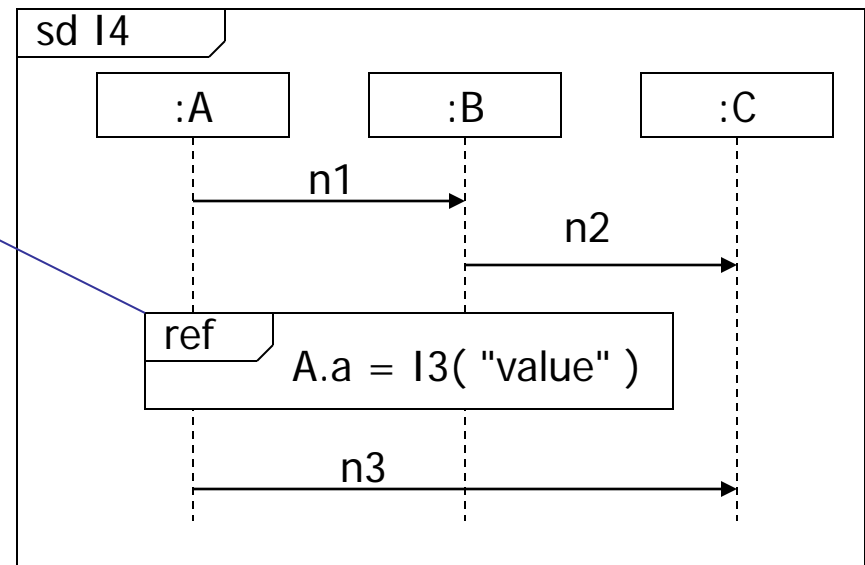 sd I4
:A :B :C
n1
n2
ref
A.a = I3( "value" )
n3